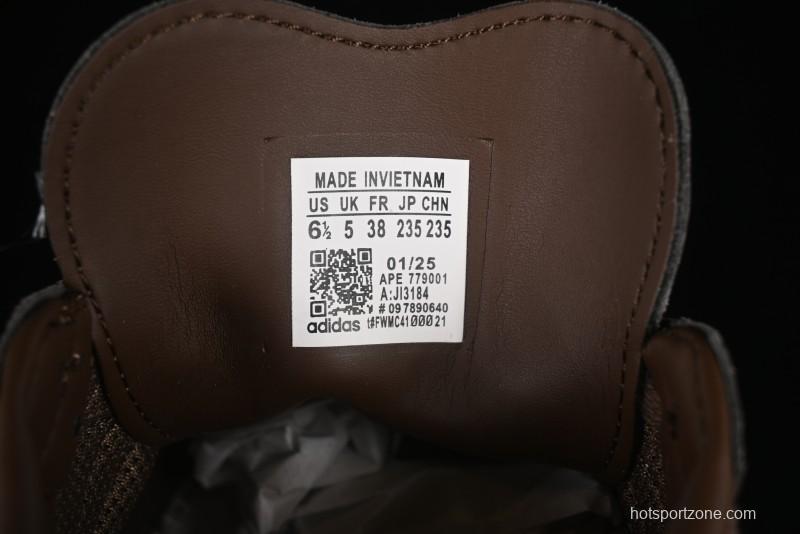 MADE INVIETNAM
US UK FR JP CHN
6½ 5 38 235 235
01/25
APE 779001
A:JI3184
# 097890640
adidas t#FWMC4100021
hotsportzone.com